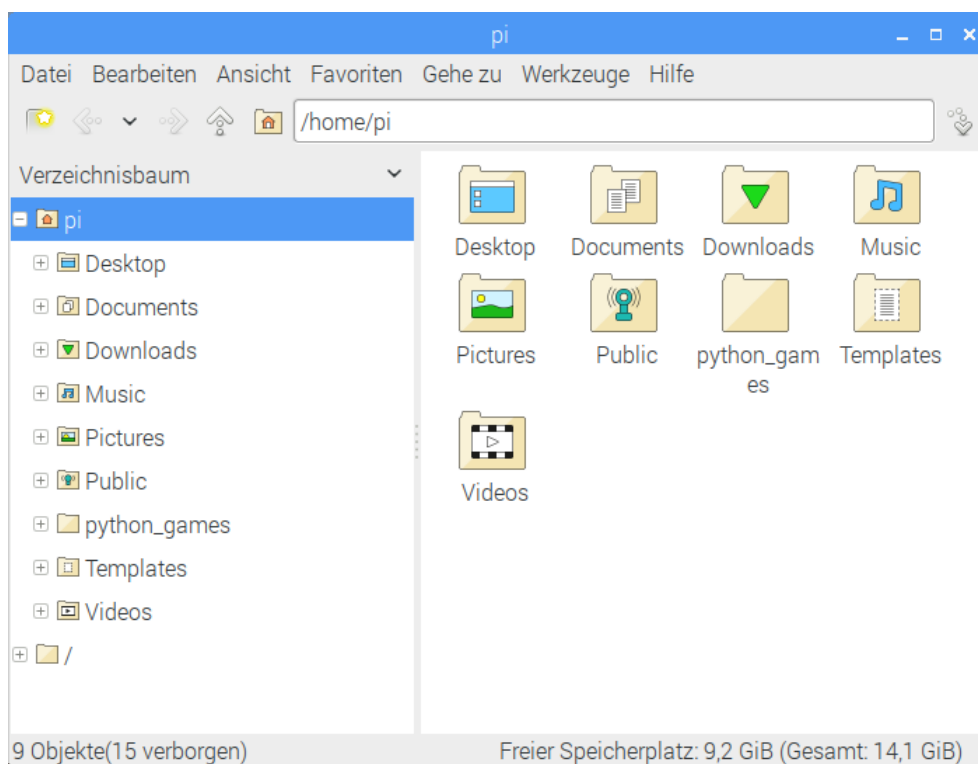 pi
Datei Bearbeiten Ansicht Favoriten Gehe zu Werkzeuge Hilfe
/home/pi
Verzeichnisbaum
pi
Desktop
Documents
Downloads
Music
Pictures
Public
python_games
Templates
Videos
/
Desktop Documents Downloads Music
Pictures Public python_gam Templates
es
Videos
9 Objekte(15 verborgen) Freier Speicherplatz: 9,2 GiB (Gesamt: 14,1 GiB)